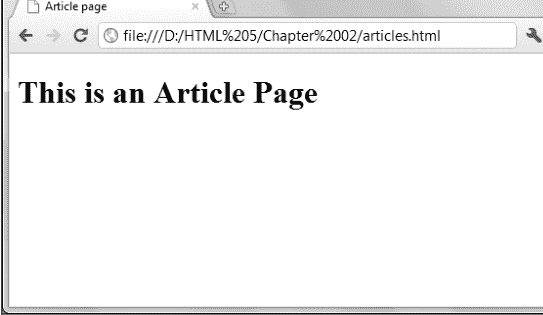 Article page
file:///D:/HTML%205/Chapter%2002/articles.html
This is an Article Page